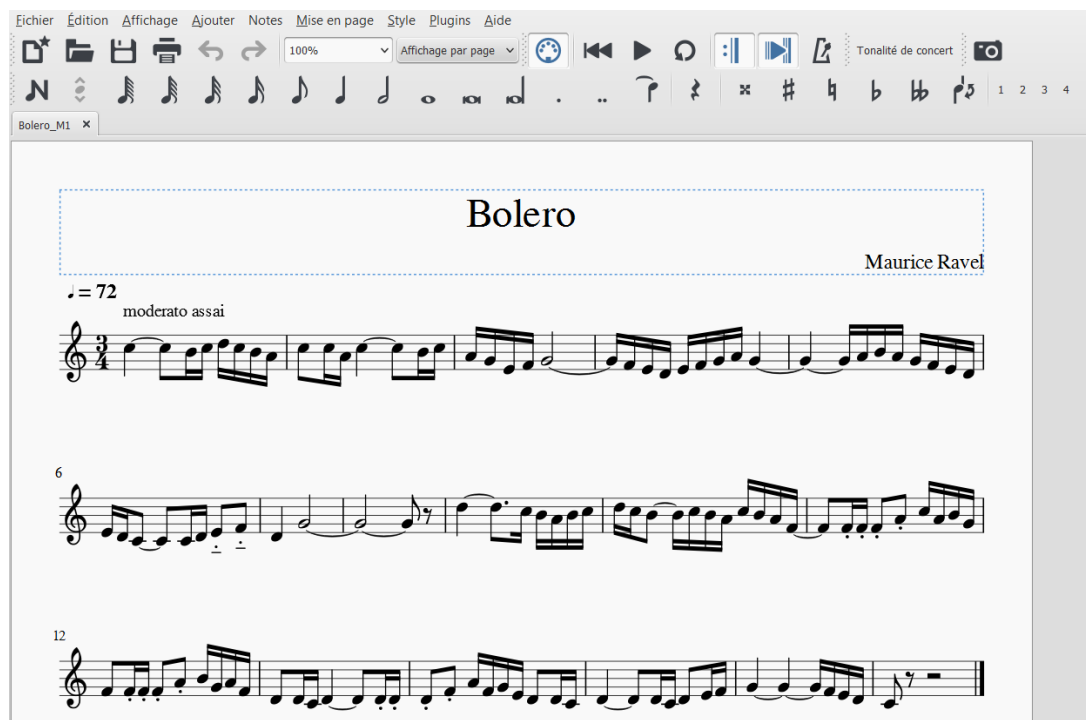 Fichier Édition Affichage Ajouter Notes Mise en page Style Plugins Aide
100% Affichage par page Tonalité de concert
1 2 3 4
Bolero_M1
Bolero
Maurice Ravel
= 72
moderato assai
3
4
6
12